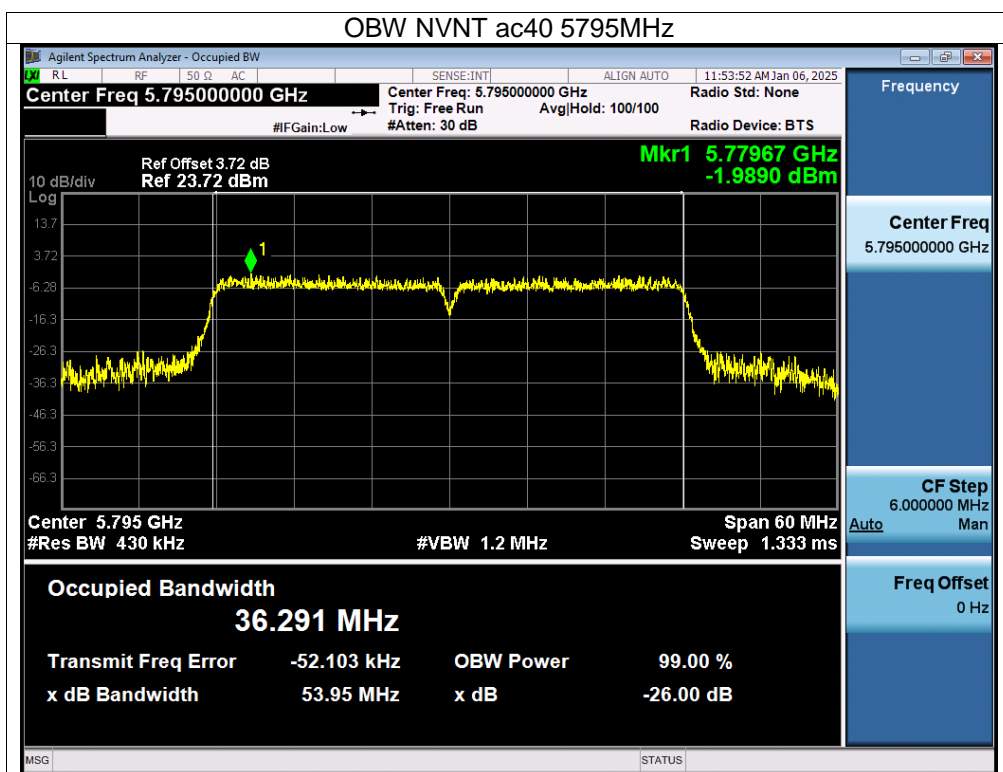 OBW NVNT ac40 5795MHz
Agilent Spectrum Analyzer - Occupied BW
LXI RL RF 50 Ω AC SENSE:INT ALIGN AUTO 11:53:52 AM Jan 06, 2025
Center Freq 5.795000000 GHz
Center Freq: 5.795000000 GHz Radio Std: None
Trig: Free Run Avg|Hold: 100/100
#IFGain:Low #Atten: 30 dB Radio Device: BTS
Mkr1 5.77967 GHz
-1.9890 dBm
Ref Offset 3.72 dB
10 dB/div Ref 23.72 dBm
Log
13.7
3.72
-6.28
-16.3
-26.3
-36.3
-46.3
-56.3
-66.3
1
Center 5.795 GHz Span 60 MHz
#Res BW 430 kHz #VBW 1.2 MHz Sweep 1.333 ms
Occupied Bandwidth
36.291 MHz
Transmit Freq Error -52.103 kHz OBW Power 99.00 %
x dB Bandwidth 53.95 MHz x dB -26.00 dB
MSG STATUS
Frequency
Center Freq
5.795000000 GHz
CF Step
6.000000 MHz
Auto Man
Freq Offset
0 Hz